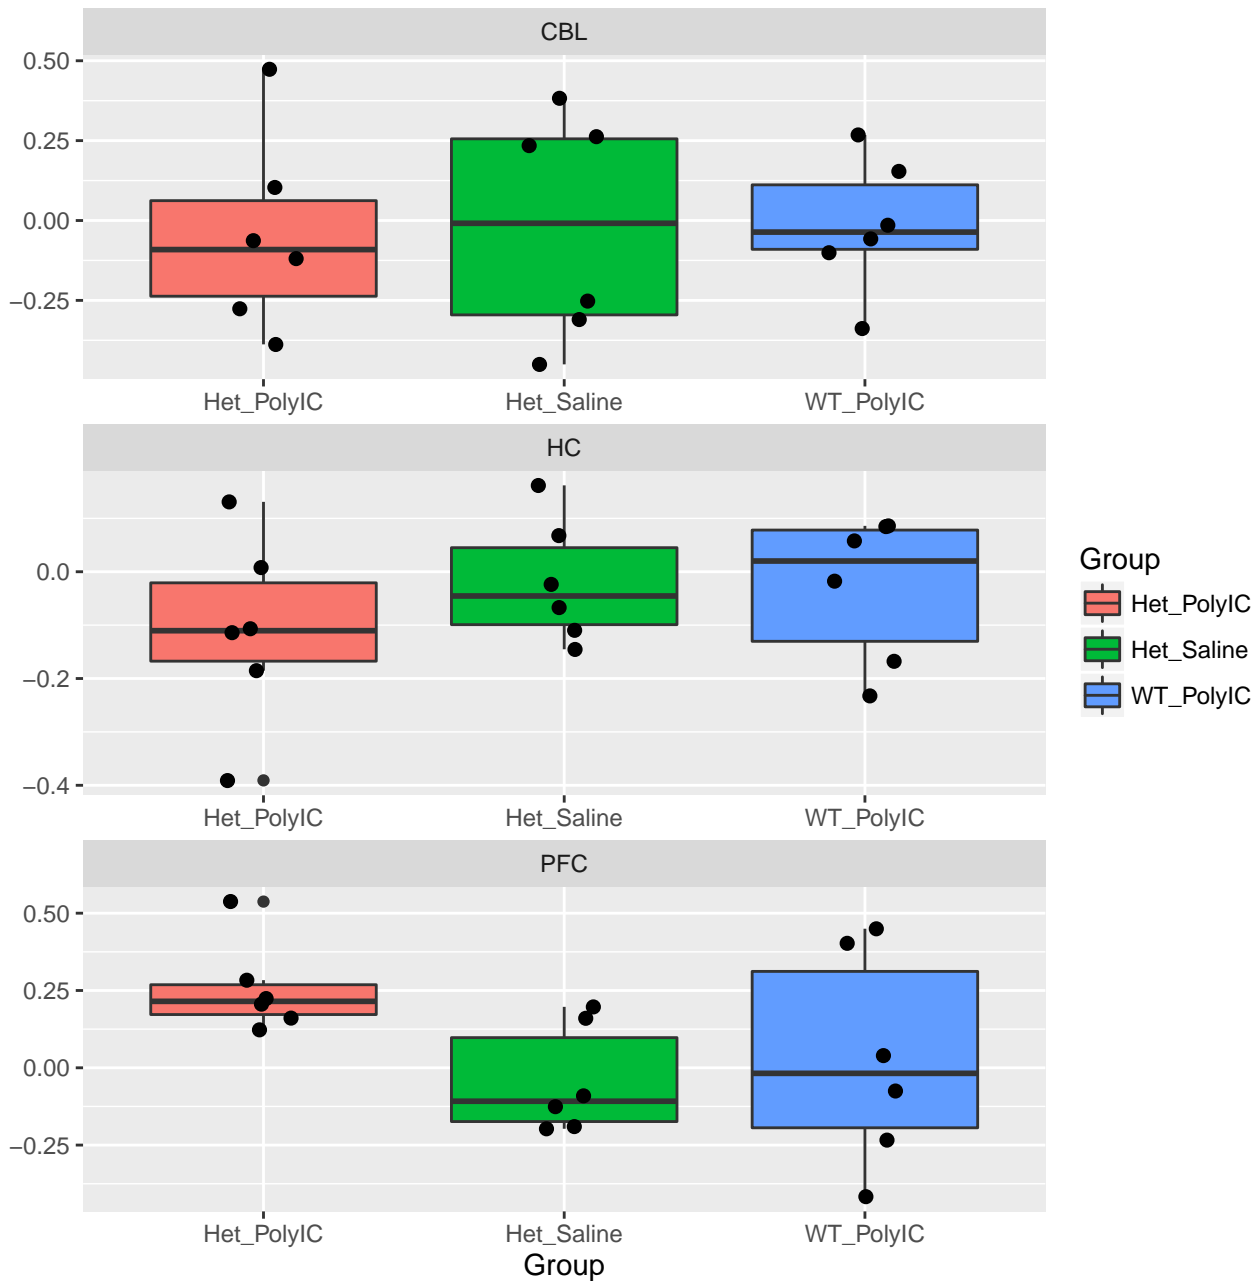 CBL
0.50
0.25
0.00
−0.25
Het_PolyIC Het_Saline WT_PolyIC
HC
0.0
−0.2
−0.4
Het_PolyIC Het_Saline WT_PolyIC
PFC
0.50
0.25
0.00
−0.25
Het_PolyIC Het_Saline WT_PolyIC
Group
Group
Het_PolyIC
Het_Saline
WT_PolyIC